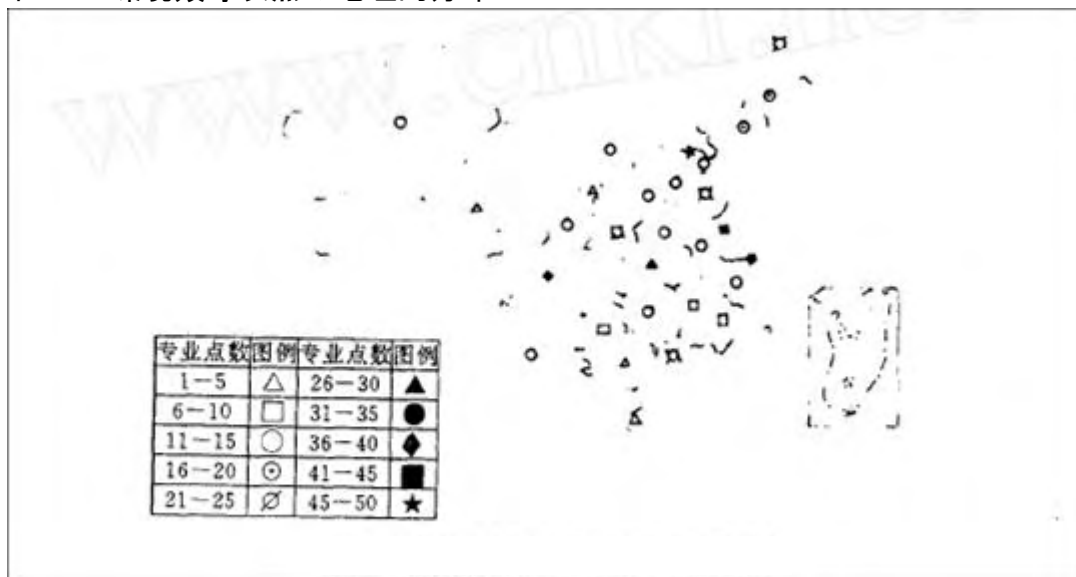 www.cnki.net
专业点数 图例 专业点数 图例
1－5 △ 26－30 ▲
6－10 □ 31－35 ●
11－15 ○ 36－40 ◆
16－20 ⊙ 41－45 ■
21－25 Ø 45－50 ★